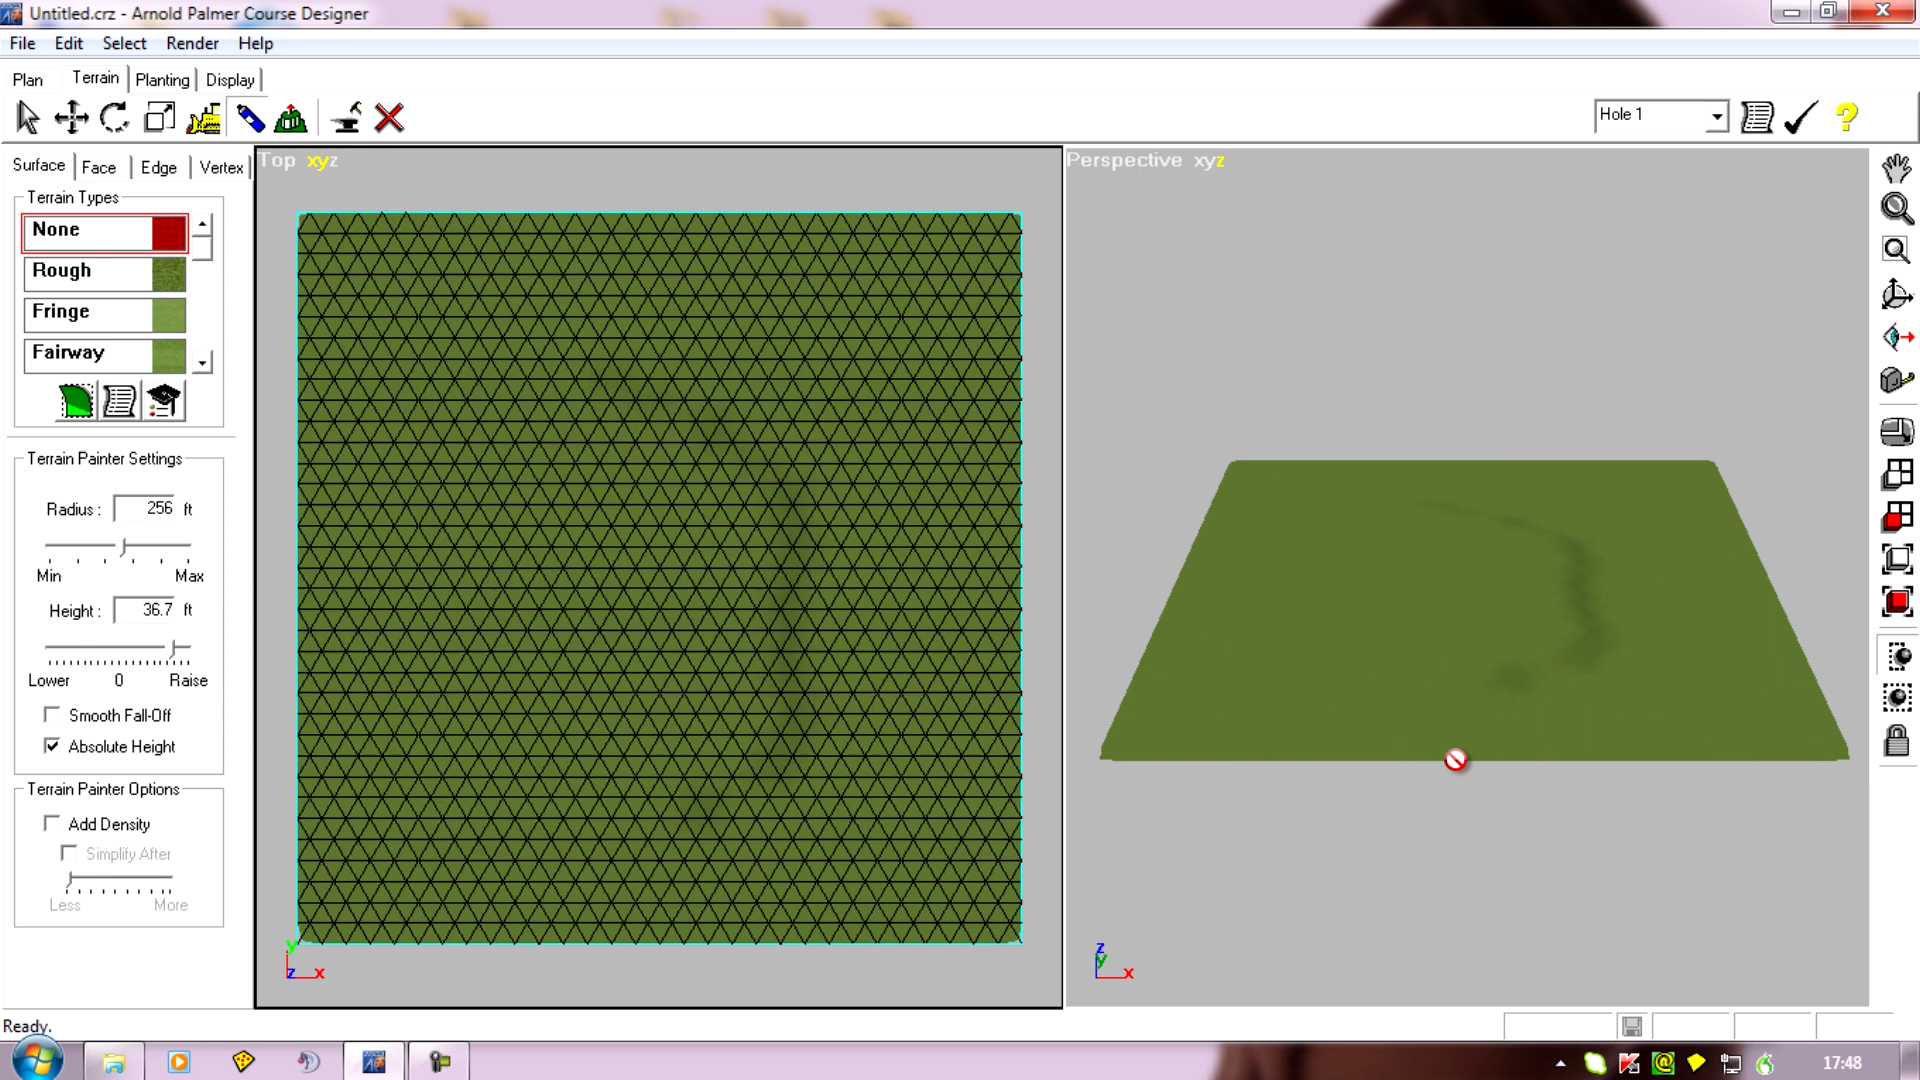 Untitled.crz - Arnold Palmer Course Designer
File Edit Select Render Help
Plan Terrain Planting Display
Hole 1
Surface Face Edge Vertex
Top xyz
Perspective xyz
Terrain Types
None
Rough
Fringe
Fairway
Terrain Painter Settings
Radius : 256 ft
Min Max
Height : 36.7 ft
Lower 0 Raise
Smooth Fall-Off
Absolute Height
Terrain Painter Options
Add Density
Simplify After
Less More
y
z x
z
y
x
Ready.
17:48